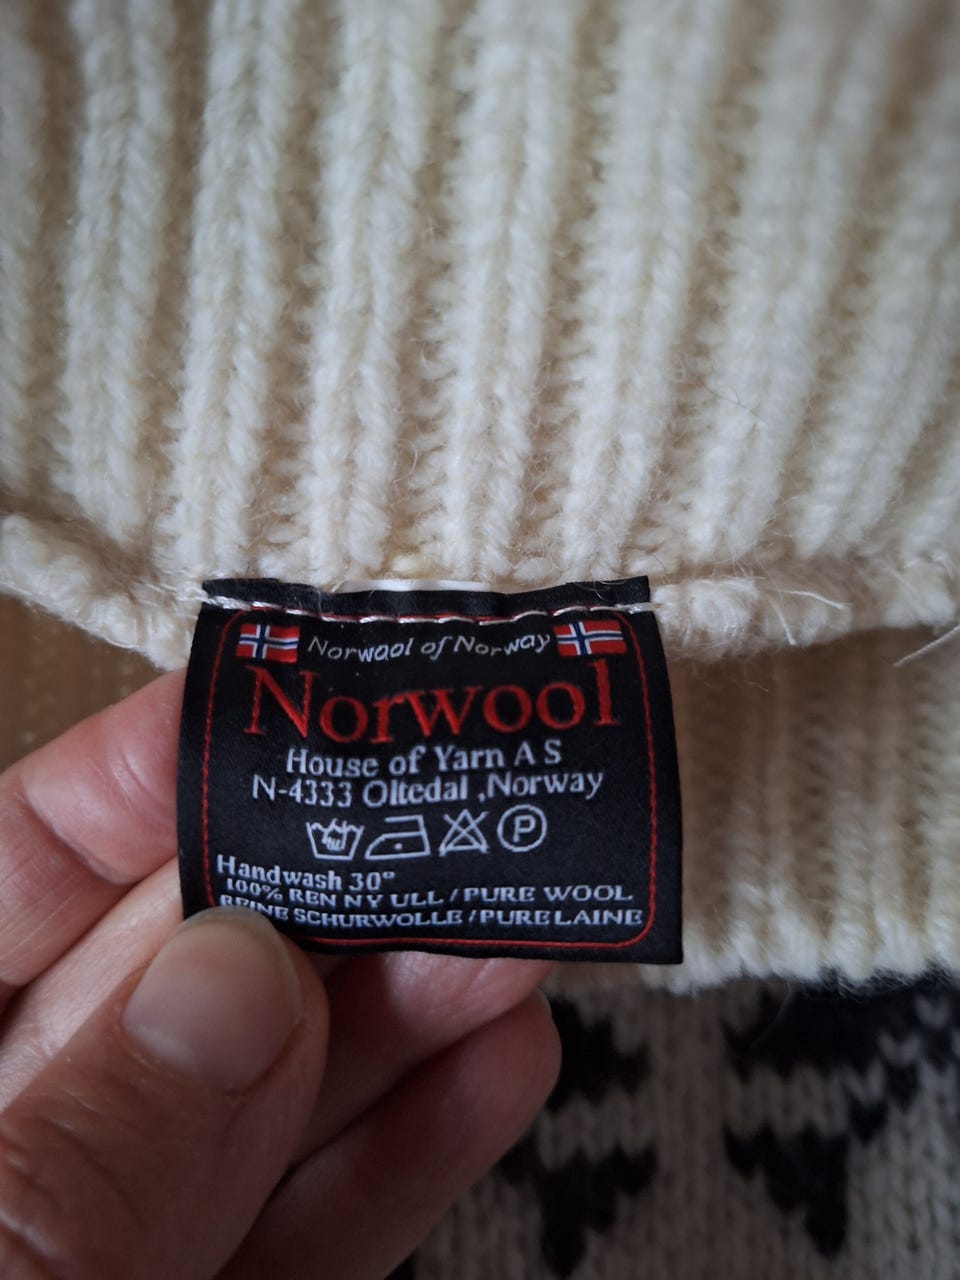 Norwool of Norway
Norwool
House of Yarn A S
N-4333 Oltedal ,Norway
P
Handwash 30°
100% REN NY ULL / PURE WOOL
REINE SCHURWOLLE / PURE LAINE